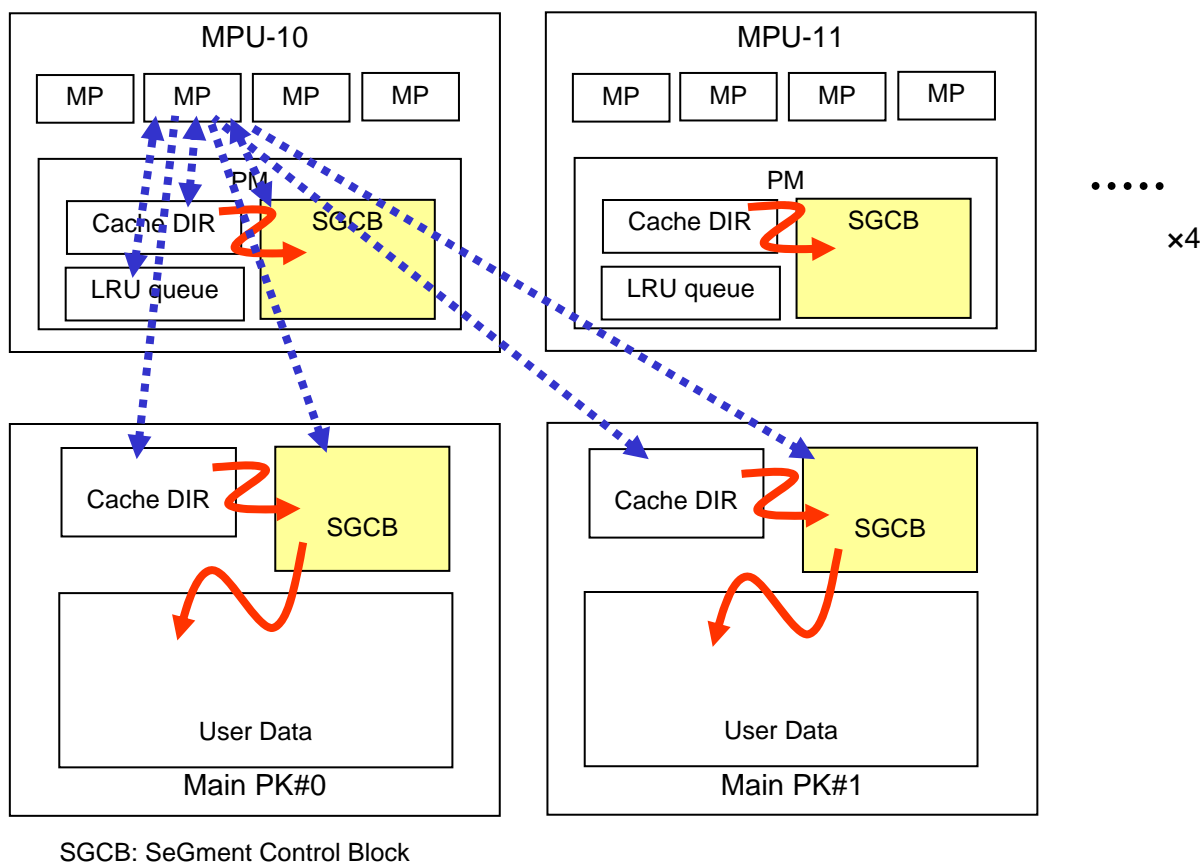 MPU-10
MPU-11
MP
MP
MP
MP
MP
MP
MP
MP
PM
Cache DIR
SGCB
LRU queue
PM
Cache DIR
SGCB
LRU queue
×4
Cache DIR
SGCB
User Data
Main PK#0
Cache DIR
SGCB
User Data
Main PK#1
SGCB: SeGment Control Block